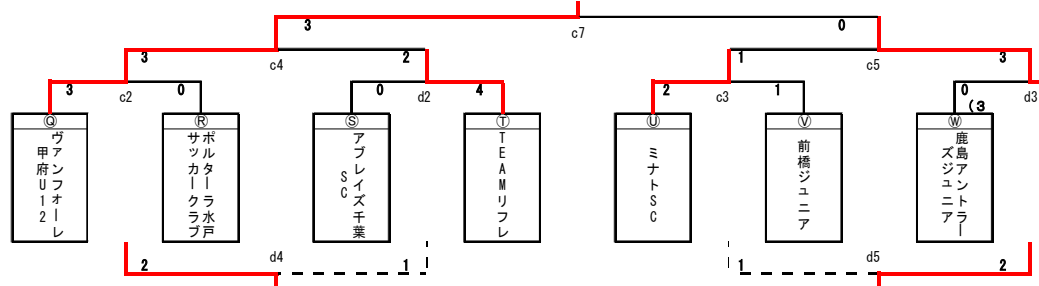 3 0
c7
3 2 1 3
c4 c5
3 0 0 4 2 1 0 (3
c2 d2 c3 d3
Ⓠ Ⓡ Ⓢ Ⓣ Ⓤ Ⓥ Ⓦ
ヴァンフォーレ
甲府U12
ポルターラ水戸
サッカークラブ
アブレイズ千葉
SC
TEAMリフレ
ミナトSC
前橋ジュニア
鹿島アントラー
ズジュニア
d4 d5
2 1 1 2